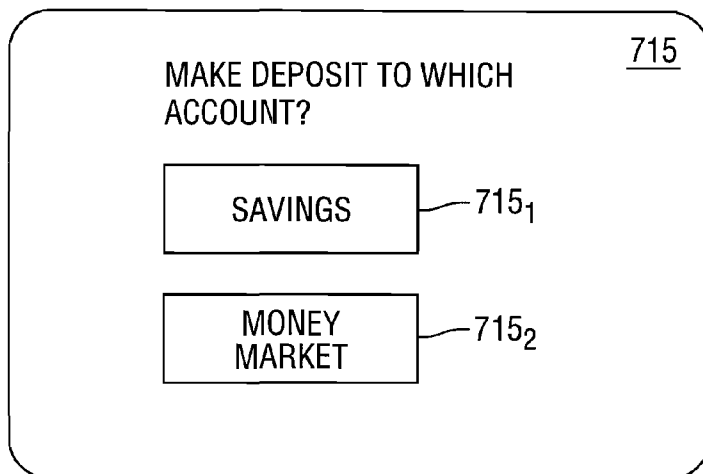 715
MAKE DEPOSIT TO WHICH
ACCOUNT?
SAVINGS
715₁
MONEY
MARKET
715₂